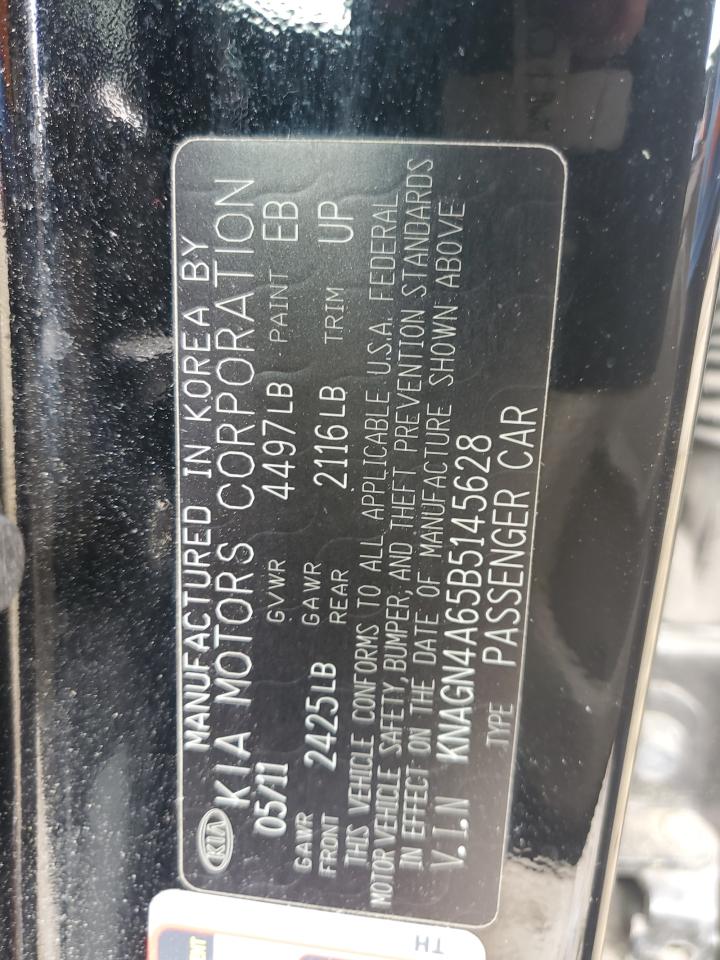 KIA
MANUFACTURED IN KOREA BY
KIA MOTORS CORPORATION
05/11 GVWR 4497LB PAINT EB
GAWR FRONT 2425LB GAWR REAR 2116LB TRIM UP
THIS VEHICLE CONFORMS TO ALL APPLICABLE U.S.A. FEDERAL
MOTOR VEHICLE SAFETY, BUMPER, AND THEFT PREVENTION STANDARDS
IN EFFECT ON THE DATE OF MANUFACTURE SHOWN ABOVE
V.I.N KNAGN4A65B5145628
TYPE PASSENGER CAR
TH